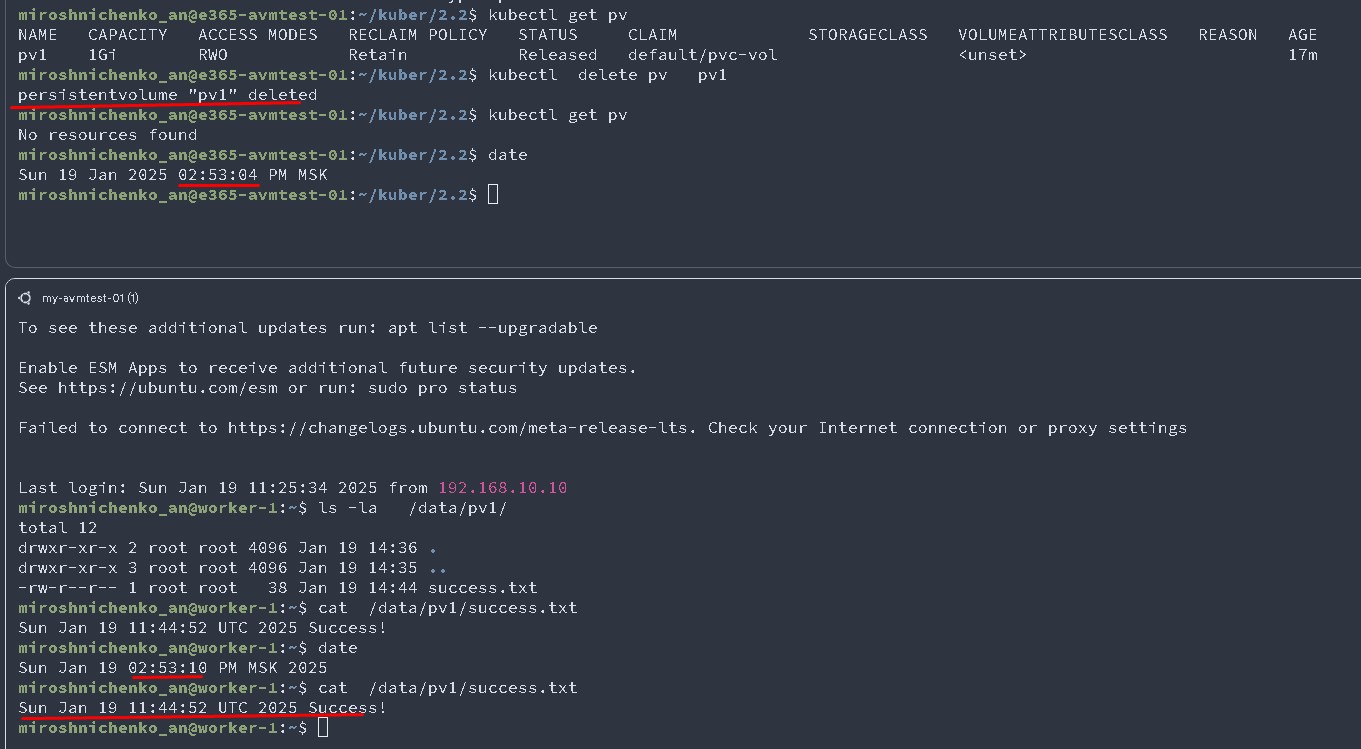 miroshnichenko_an@e365-avmtest-01:~/kuber/2.2$ kubectl get pv
NAME   CAPACITY   ACCESS MODES   RECLAIM POLICY   STATUS     CLAIM             STORAGECLASS   VOLUMEATTRIBUTESCLASS   REASON   AGE
pv1    1Gi        RWO            Retain           Released   default/pvc-vol                  <unset>                          17m
miroshnichenko_an@e365-avmtest-01:~/kuber/2.2$ kubectl  delete pv   pv1
persistentvolume "pv1" deleted
miroshnichenko_an@e365-avmtest-01:~/kuber/2.2$ kubectl get pv
No resources found
miroshnichenko_an@e365-avmtest-01:~/kuber/2.2$ date
Sun 19 Jan 2025 02:53:04 PM MSK
miroshnichenko_an@e365-avmtest-01:~/kuber/2.2$
my-avmtest-01 (1)
To see these additional updates run: apt list --upgradable
Enable ESM Apps to receive additional future security updates.
See https://ubuntu.com/esm or run: sudo pro status
Failed to connect to https://changelogs.ubuntu.com/meta-release-lts. Check your Internet connection or proxy settings
Last login: Sun Jan 19 11:25:34 2025 from 192.168.10.10
miroshnichenko_an@worker-1:~$ ls -la   /data/pv1/
total 12
drwxr-xr-x 2 root root 4096 Jan 19 14:36 .
drwxr-xr-x 3 root root 4096 Jan 19 14:35 ..
-rw-r--r-- 1 root root   38 Jan 19 14:44 success.txt
miroshnichenko_an@worker-1:~$ cat  /data/pv1/success.txt
Sun Jan 19 11:44:52 UTC 2025 Success!
miroshnichenko_an@worker-1:~$ date
Sun Jan 19 02:53:10 PM MSK 2025
miroshnichenko_an@worker-1:~$ cat  /data/pv1/success.txt
Sun Jan 19 11:44:52 UTC 2025 Success!
miroshnichenko_an@worker-1:~$